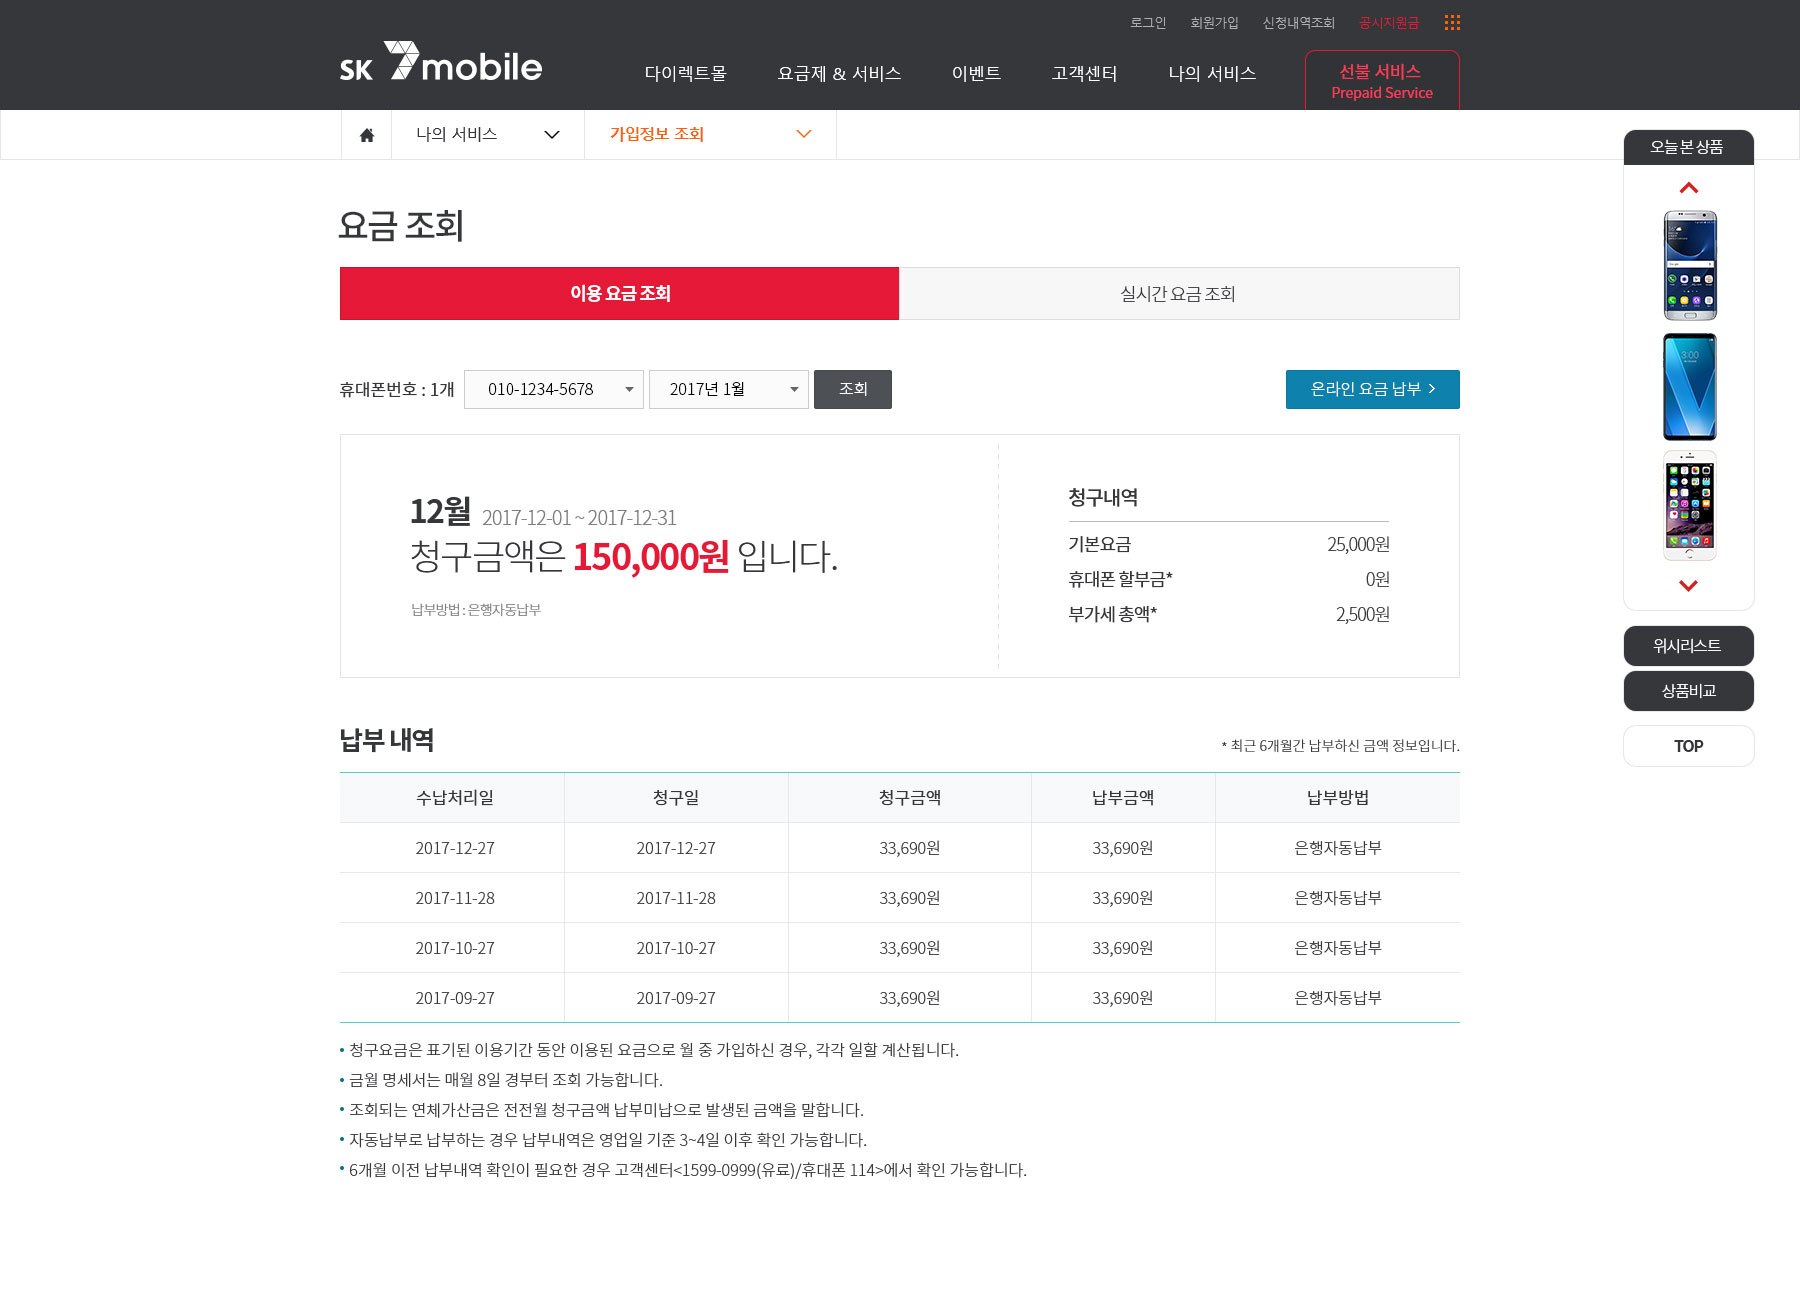 로그인 회원가입 신청내역조회 공시지원금
SK 7mobile
다이렉트몰 요금제 & 서비스 이벤트 고객센터 나의 서비스
선불 서비스
Prepaid Service
나의 서비스 가입정보 조회
오늘 본 상품
요금 조회
이용 요금 조회 실시간 요금 조회
휴대폰번호 : 1개 010-1234-5678 2017년 1월 조회 온라인 요금 납부
12월 2017-12-01 ~ 2017-12-31
청구금액은 150,000원 입니다.
납부방법 : 은행자동납부
청구내역
기본요금 25,000원
휴대폰 할부금* 0원
부가세 총액* 2,500원
위시리스트
상품비교
TOP
납부 내역
* 최근 6개월간 납부하신 금액 정보입니다.
수납처리일 청구일 청구금액 납부금액 납부방법
2017-12-27 2017-12-27 33,690원 33,690원 은행자동납부
2017-11-28 2017-11-28 33,690원 33,690원 은행자동납부
2017-10-27 2017-10-27 33,690원 33,690원 은행자동납부
2017-09-27 2017-09-27 33,690원 33,690원 은행자동납부
• 청구요금은 표기된 이용기간 동안 이용된 요금으로 월 중 가입하신 경우, 각각 일할 계산됩니다.
• 금월 명세서는 매월 8일 경부터 조회 가능합니다.
• 조회되는 연체가산금은 전전월 청구금액 납부미납으로 발생된 금액을 말합니다.
• 자동납부로 납부하는 경우 납부내역은 영업일 기준 3~4일 이후 확인 가능합니다.
• 6개월 이전 납부내역 확인이 필요한 경우 고객센터<1599-0999(유료)/휴대폰 114>에서 확인 가능합니다.